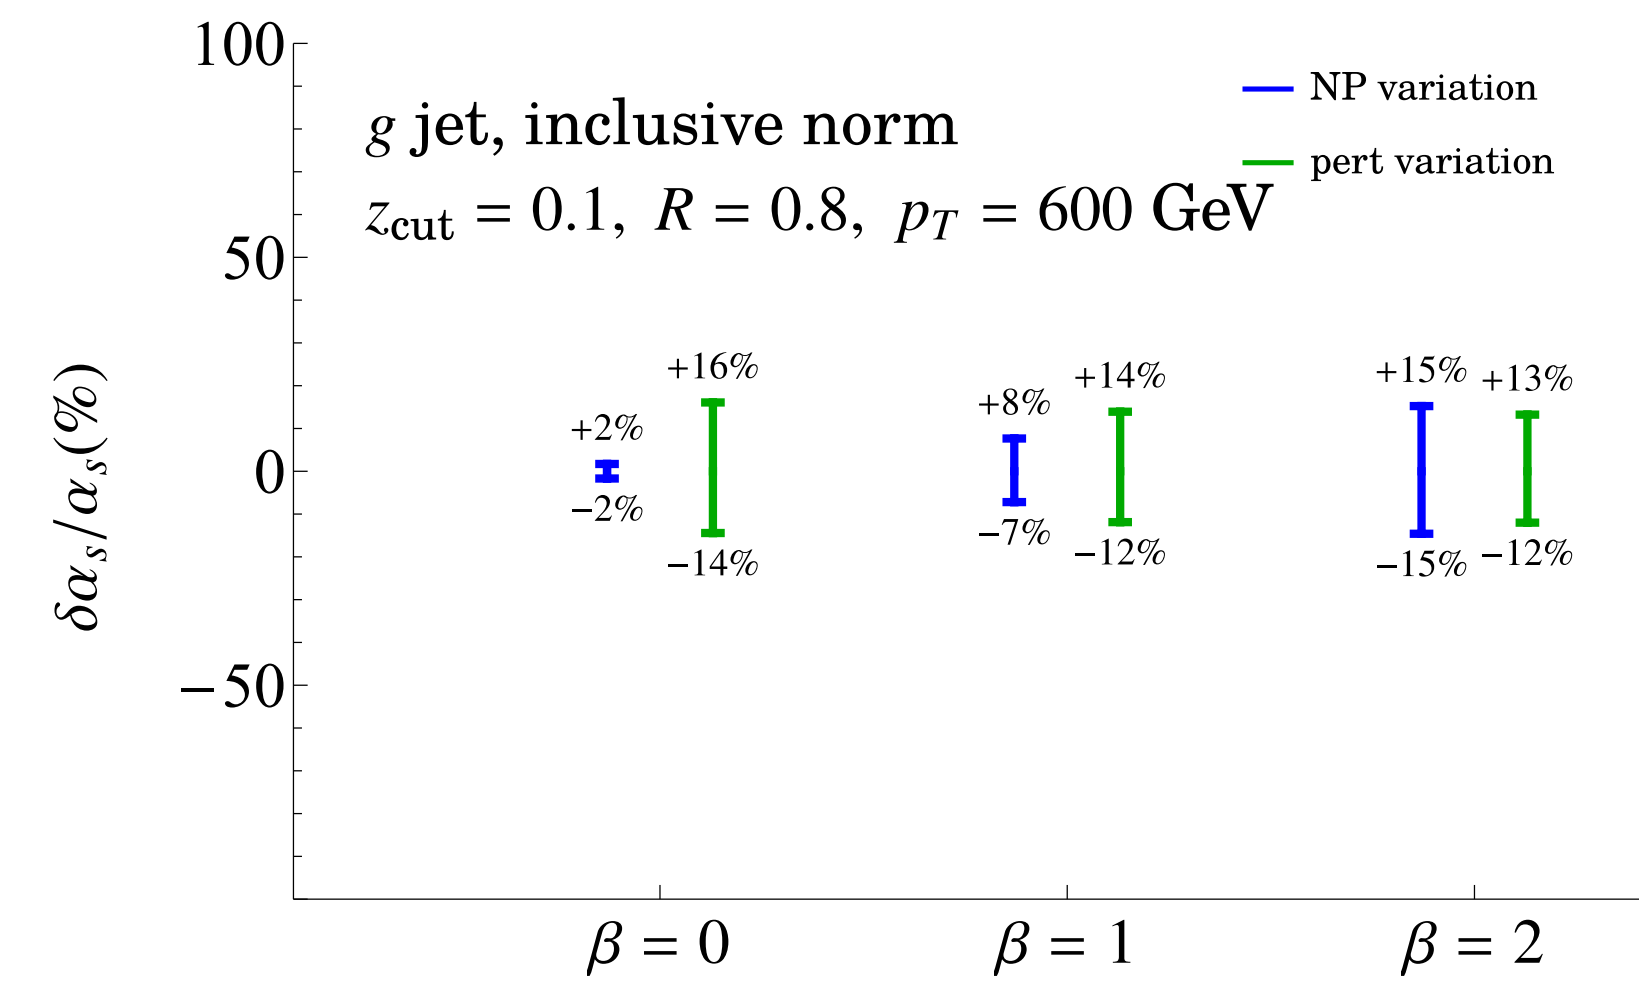 100
g jet, inclusive norm
z_cut = 0.1, R = 0.8, p_T = 600 GeV
NP variation
pert variation
50
0
−50
δα_s/α_s(%)
+2%
−2%
+16%
−14%
+8%
−7%
+14%
−12%
+15%
−15%
+13%
−12%
β = 0
β = 1
β = 2